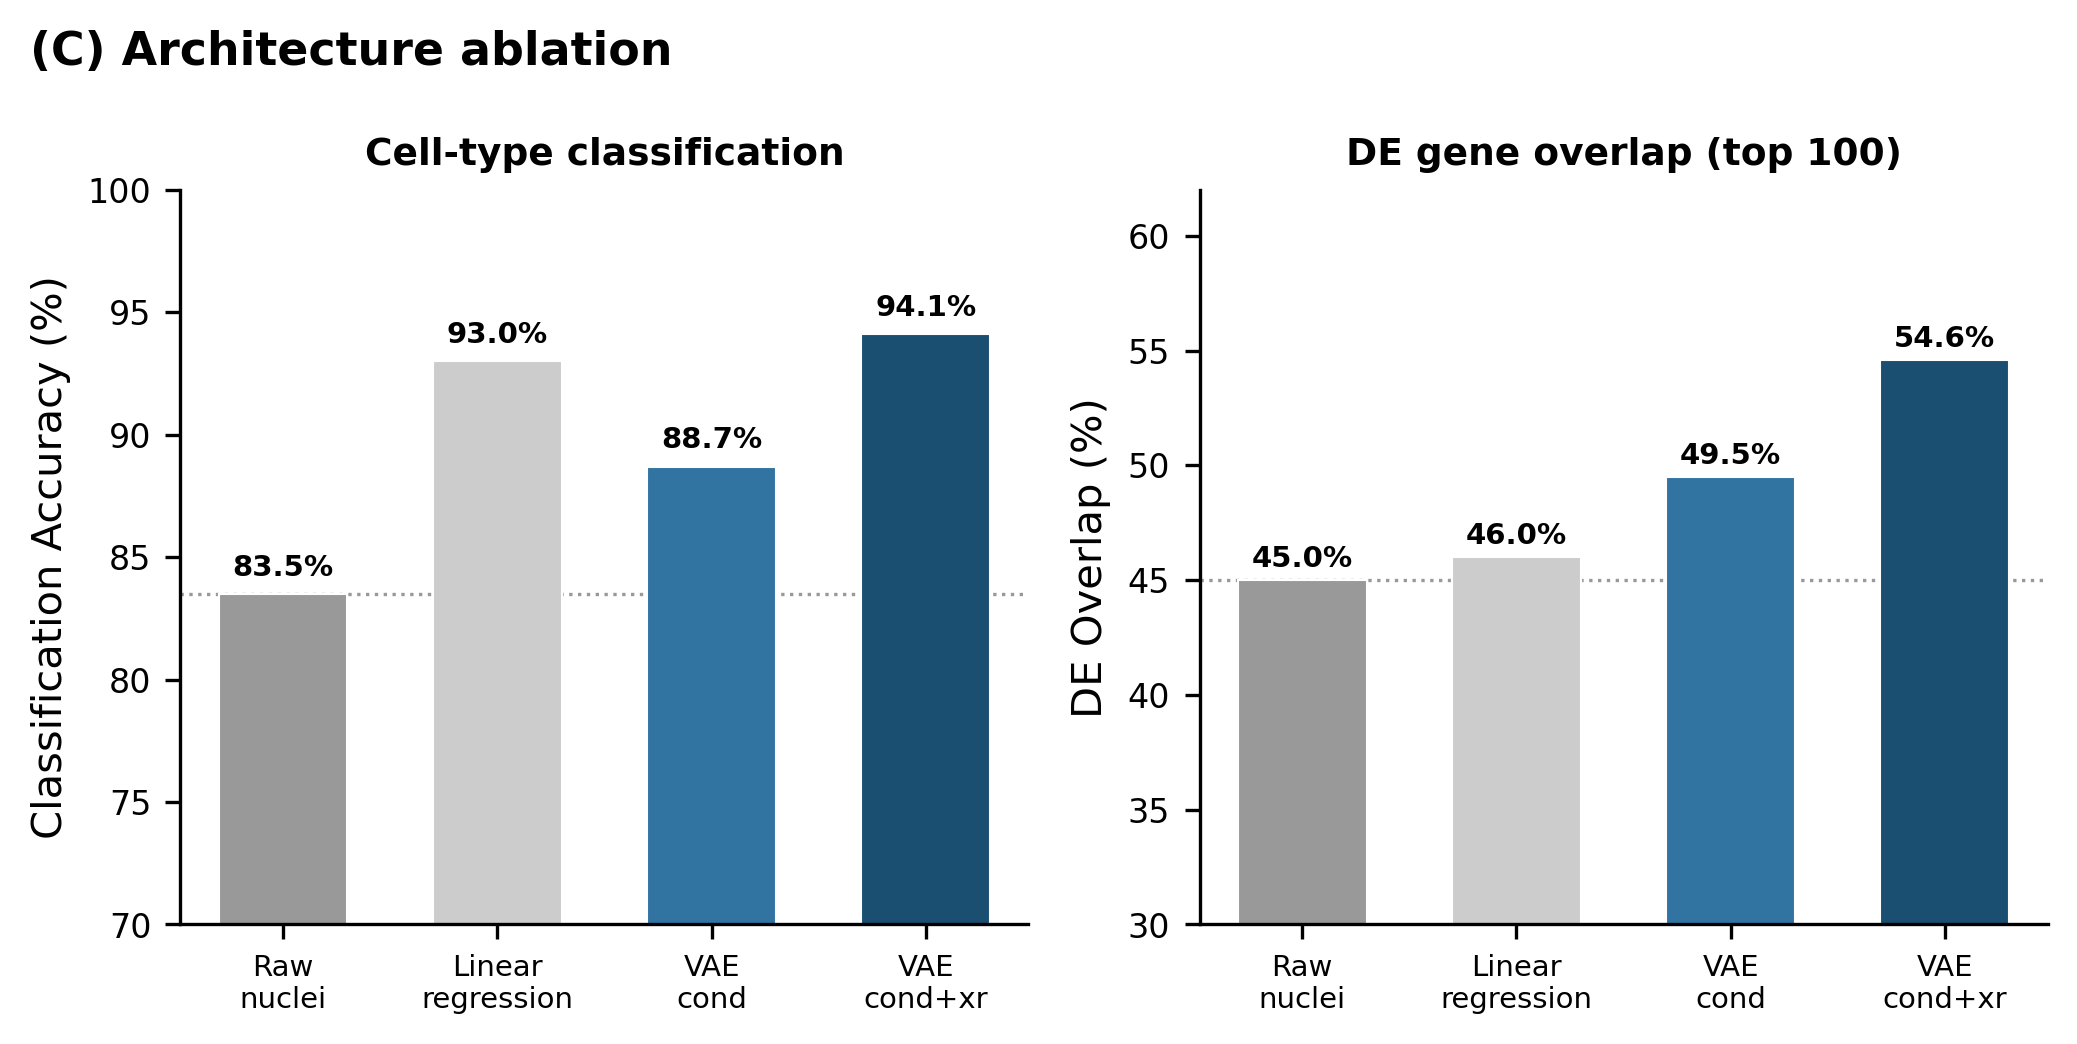 (C) Architecture ablation
Cell-type classification
Classification Accuracy (%)
100
95
90
85
80
75
70
83.5%
93.0%
88.7%
94.1%
Raw
nuclei
Linear
regression
VAE
cond
VAE
cond+xr
DE gene overlap (top 100)
DE Overlap (%)
60
55
50
45
40
35
30
45.0%
46.0%
49.5%
54.6%
Raw
nuclei
Linear
regression
VAE
cond
VAE
cond+xr